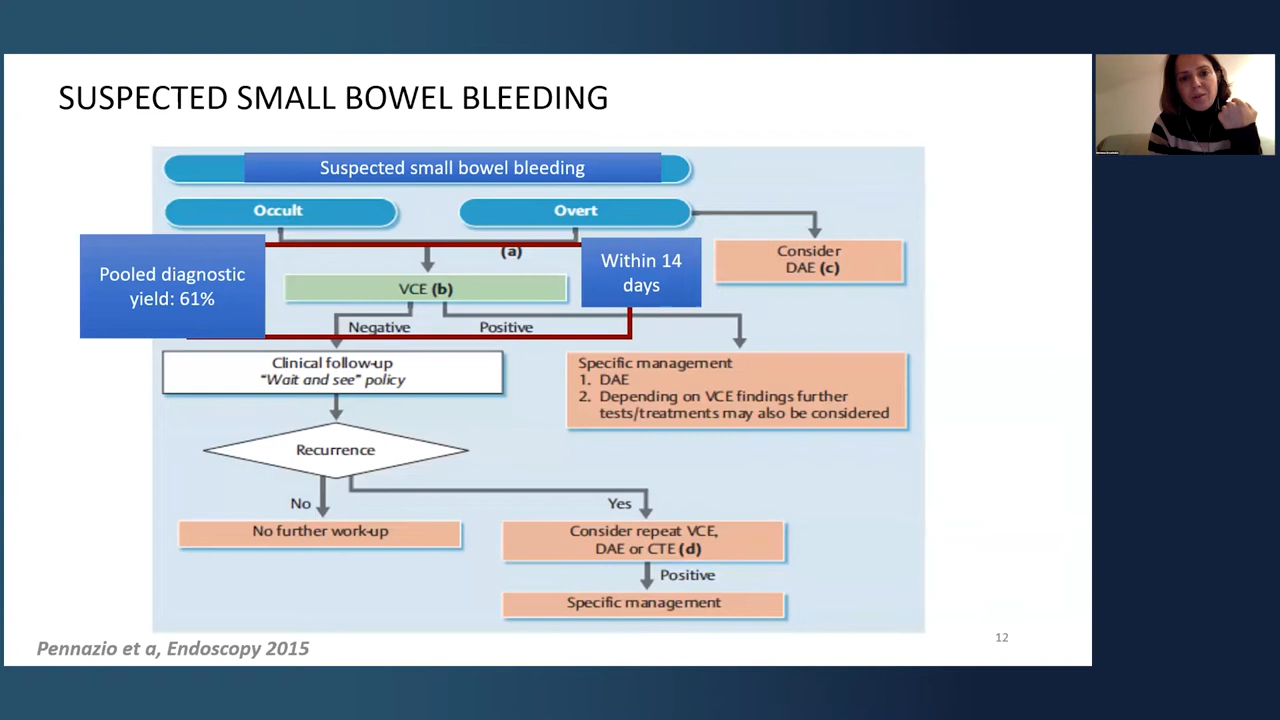 SUSPECTED SMALL BOWEL BLEEDING
Suspected small bowel bleeding
Occult
Overt
(a)
Consider
DAE (c)
Pooled diagnostic
yield: 61%
Within 14
days
VCE (b)
Negative
Positive
Clinical follow-up
"Wait and see" policy
Specific management
1. DAE
2. Depending on VCE findings further
tests/treatments may also be considered
Recurrence
No
Yes
No further work-up
Consider repeat VCE,
DAE or CTE (d)
Positive
Specific management
12
Pennazio et a, Endoscopy 2015